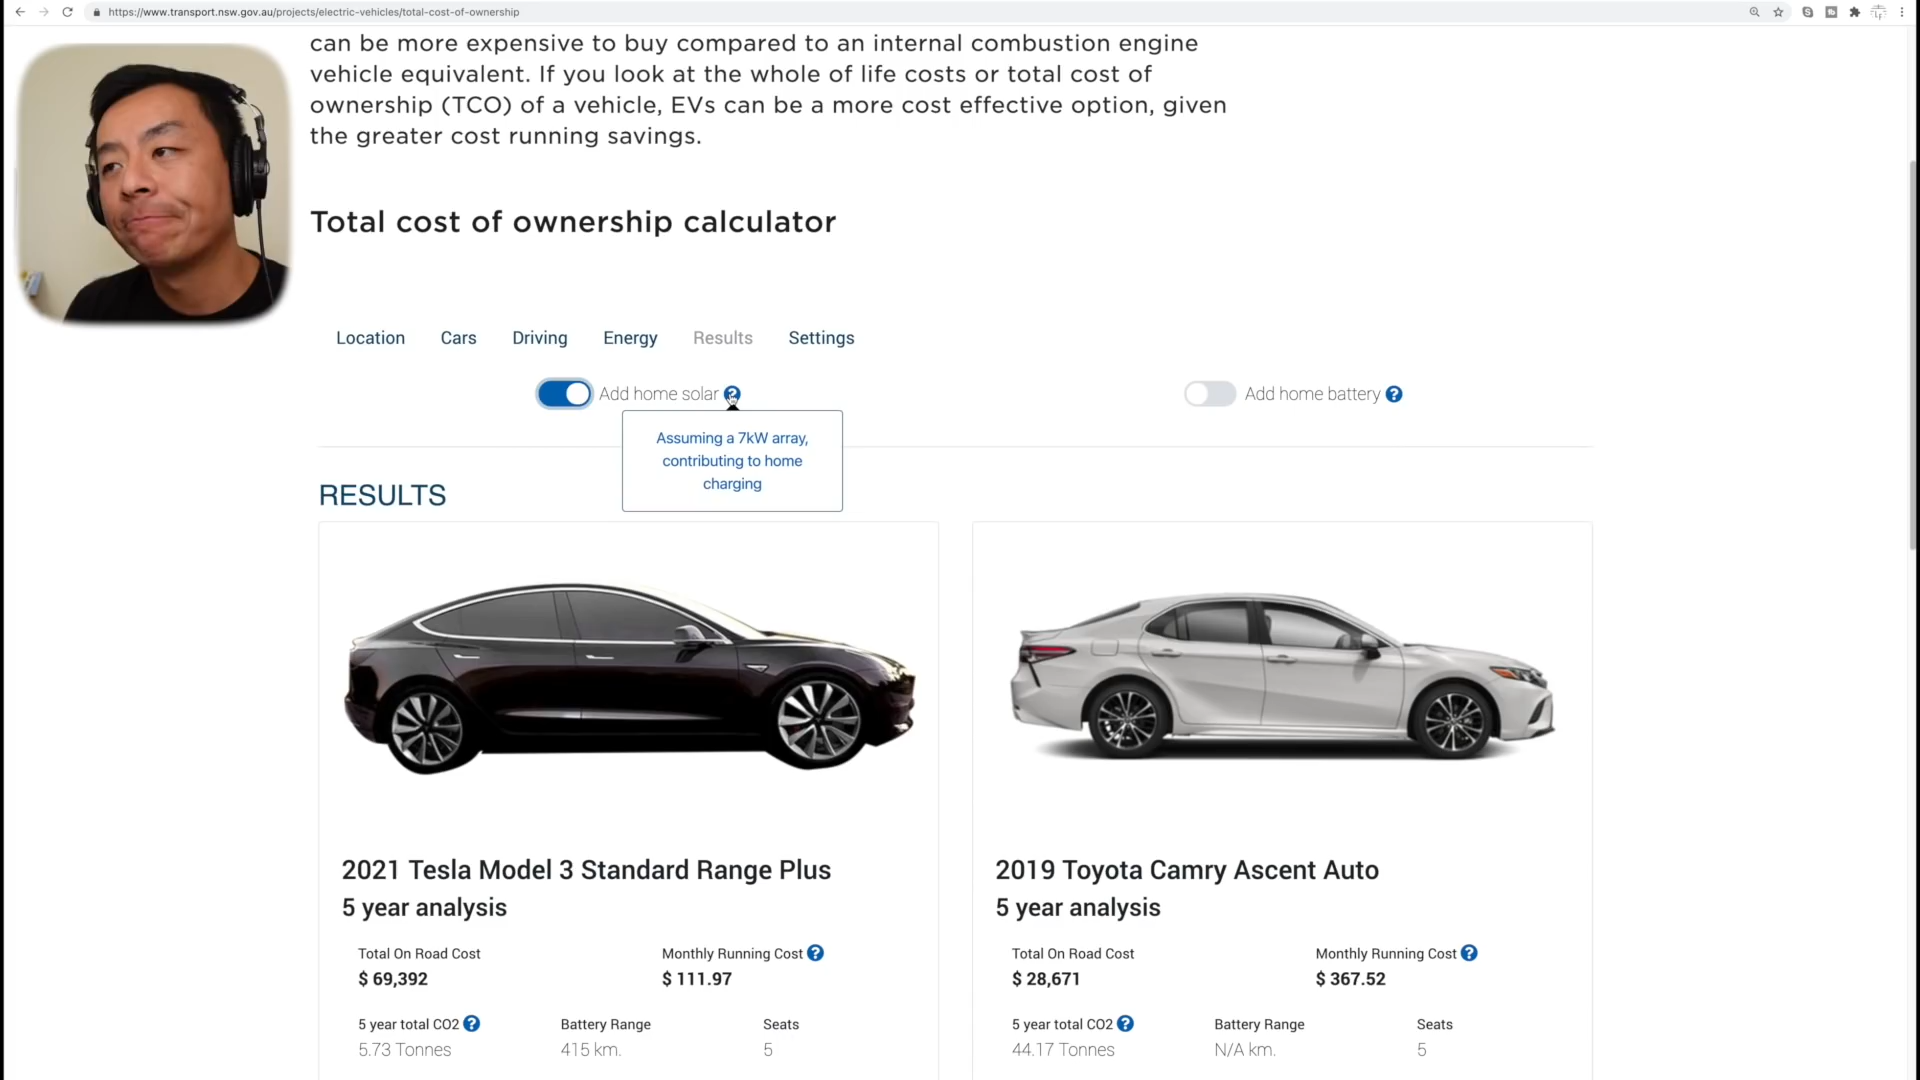 https://www.transport.nsw.gov.au/projects/electric-vehicles/total-cost-of-ownership
can be more expensive to buy compared to an internal combustion engine
vehicle equivalent. If you look at the whole of life costs or total cost of
ownership (TCO) of a vehicle, EVs can be a more cost effective option, given
the greater cost running savings.
Total cost of ownership calculator
Location Cars Driving Energy Results Settings
Add home solar ? Add home battery ?
Assuming a 7kW array,
contributing to home
charging
RESULTS
2021 Tesla Model 3 Standard Range Plus
5 year analysis
Total On Road Cost Monthly Running Cost ?
$ 69,392 $ 111.97
5 year total CO2 ? Battery Range Seats
5.73 Tonnes 415 km. 5
2019 Toyota Camry Ascent Auto
5 year analysis
Total On Road Cost Monthly Running Cost ?
$ 28,671 $ 367.52
5 year total CO2 ? Battery Range Seats
44.17 Tonnes N/A km. 5